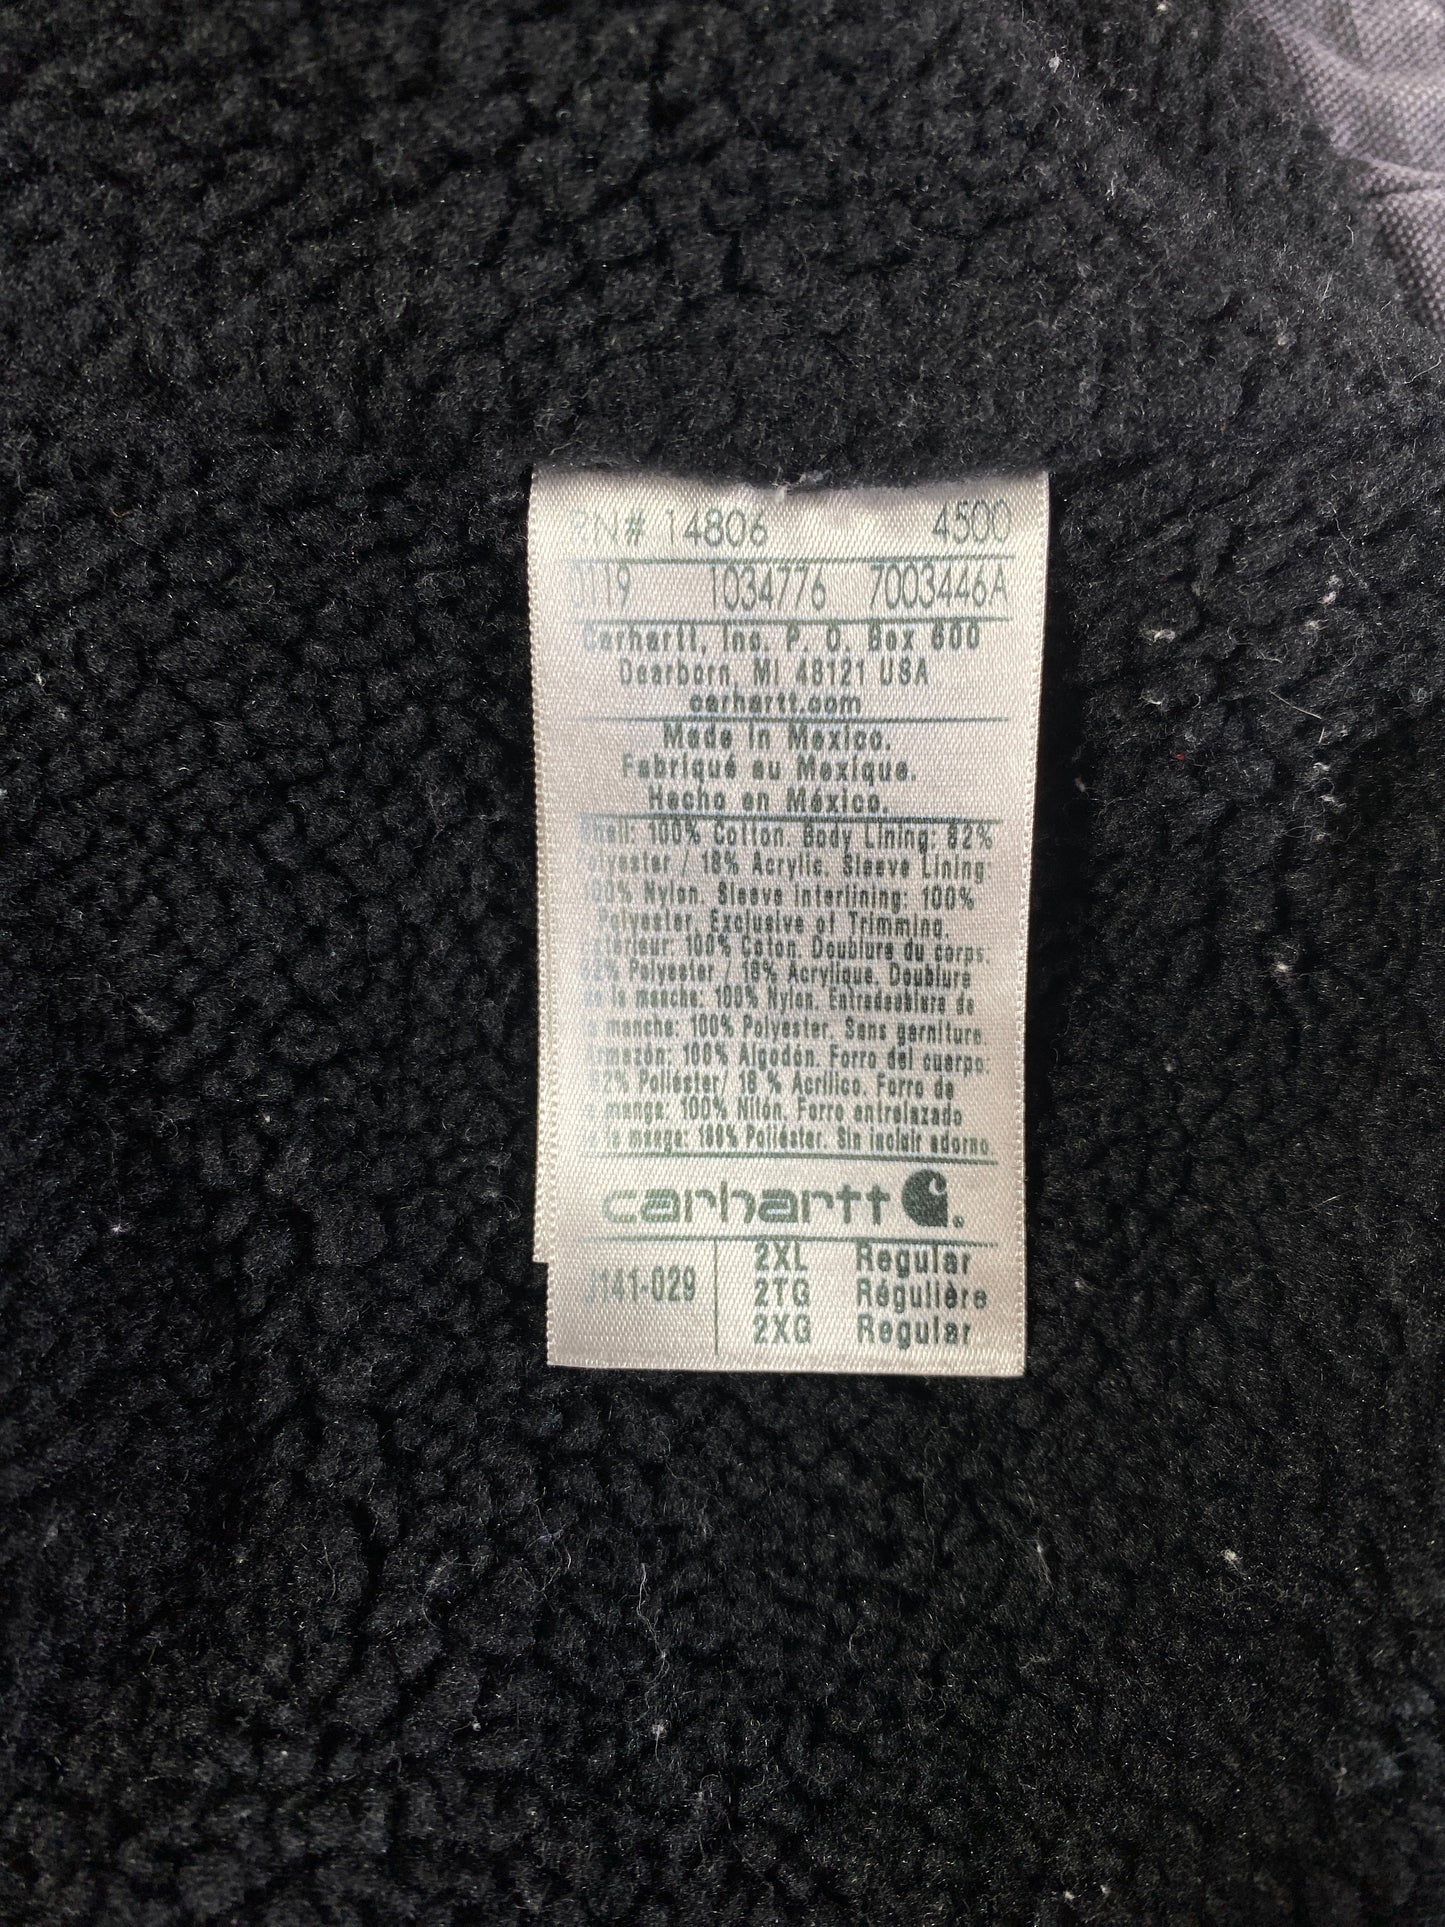 RN# 14806 4500
0119 1034776 7003446A
Carhartt, Inc. P. O. Box 600
Dearborn, MI 48121 USA
carhartt.com
Made in Mexico.
Fabriqué au Mexique.
Hecho en México.
Shell: 100% Cotton. Body Lining: 82%
Polyester / 18% Acrylic. Sleeve Lining:
100% Nylon. Sleeve interlining: 100%
Polyester. Exclusive of Trimming.
Extérieur: 100% Coton. Doublure du corps:
82% Polyester / 18% Acrylique. Doublure
de la manche: 100% Nylon. Entredoublure de
la manche: 100% Polyester. Sans garniture.
Armazón: 100% Algodón. Forro del cuerpo:
82% Poliéster/ 18 % Acrílico. Forro de
la manga: 100% Nilón. Forro entrelazado
de la manga: 100% Poliéster. Sin incluir adorno.
carhartt
J141-029
2XL Regular
2TG Régulière
2XG Regular